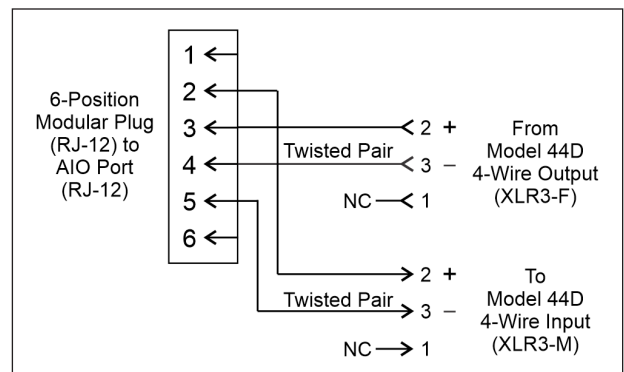 6-Position
Modular Plug
(RJ-12) to
AIO Port
(RJ-12)
1
2
3
4
5
6
Twisted Pair
2 +
3 –
NC 1
From
Model 44D
4-Wire Output
(XLR3-F)
Twisted Pair
2 +
3 –
NC 1
To
Model 44D
4-Wire Input
(XLR3-M)